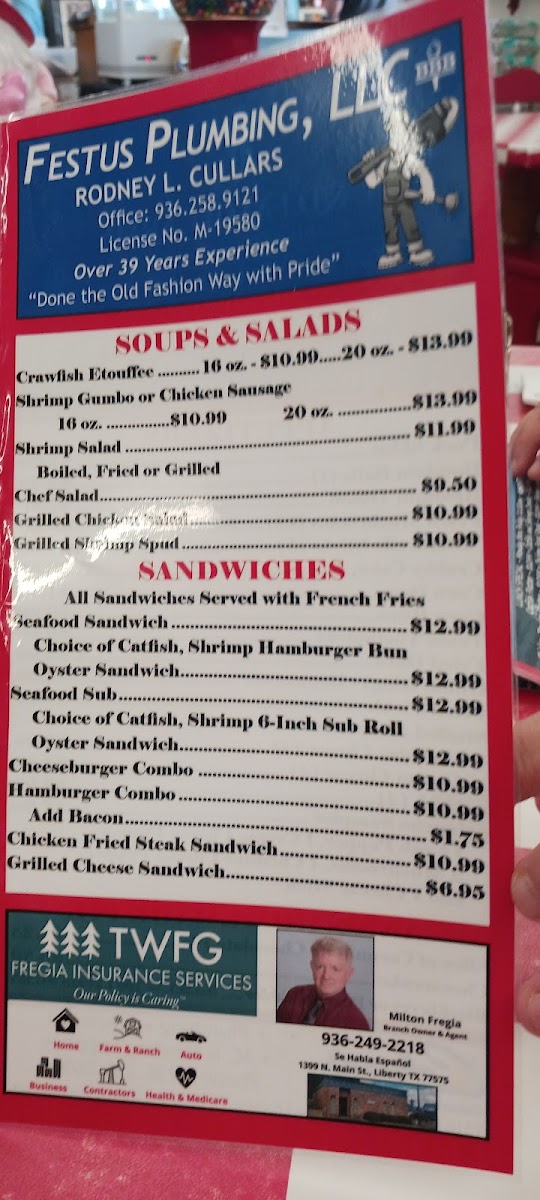 FESTUS PLUMBING, LLC
BBB
RODNEY L. CULLARS
Office: 936.258.9121
License No. M-19580
Over 39 Years Experience
"Done the Old Fashion Way with Pride"
SOUPS & SALADS
Crawfish Etouffee .......... 16 oz. - $10.99.....20 oz. - $13.99
Shrimp Gumbo or Chicken Sausage
16 oz. ...............$10.99 20 oz. .................$13.99
Shrimp Salad ........ $11.99
Boiled, Fried or Grilled
Chef Salad........ $9.50
Grilled Chicken Salad........ $10.99
Grilled Shrimp Spud........ $10.99
SANDWICHES
All Sandwiches Served with French Fries
Seafood Sandwich........ $12.99
Choice of Catfish, Shrimp Hamburger Bun
Oyster Sandwich........ $12.99
Seafood Sub........ $12.99
Choice of Catfish, Shrimp 6-Inch Sub Roll
Oyster Sandwich........ $12.99
Cheeseburger Combo ........ $10.99
Hamburger Combo ........ $10.99
Add Bacon........ $1.75
Chicken Fried Steak Sandwich........ $10.99
Grilled Cheese Sandwich........ $6.95
TWFG
FREGIA INSURANCE SERVICES
Our Policy is Caring™
Home Farm & Ranch Auto
Business Contractors Health & Medicare
Milton Fregia
Branch Owner & Agent
936-249-2218
Se Habla Español
1399 N. Main St., Liberty TX 77575